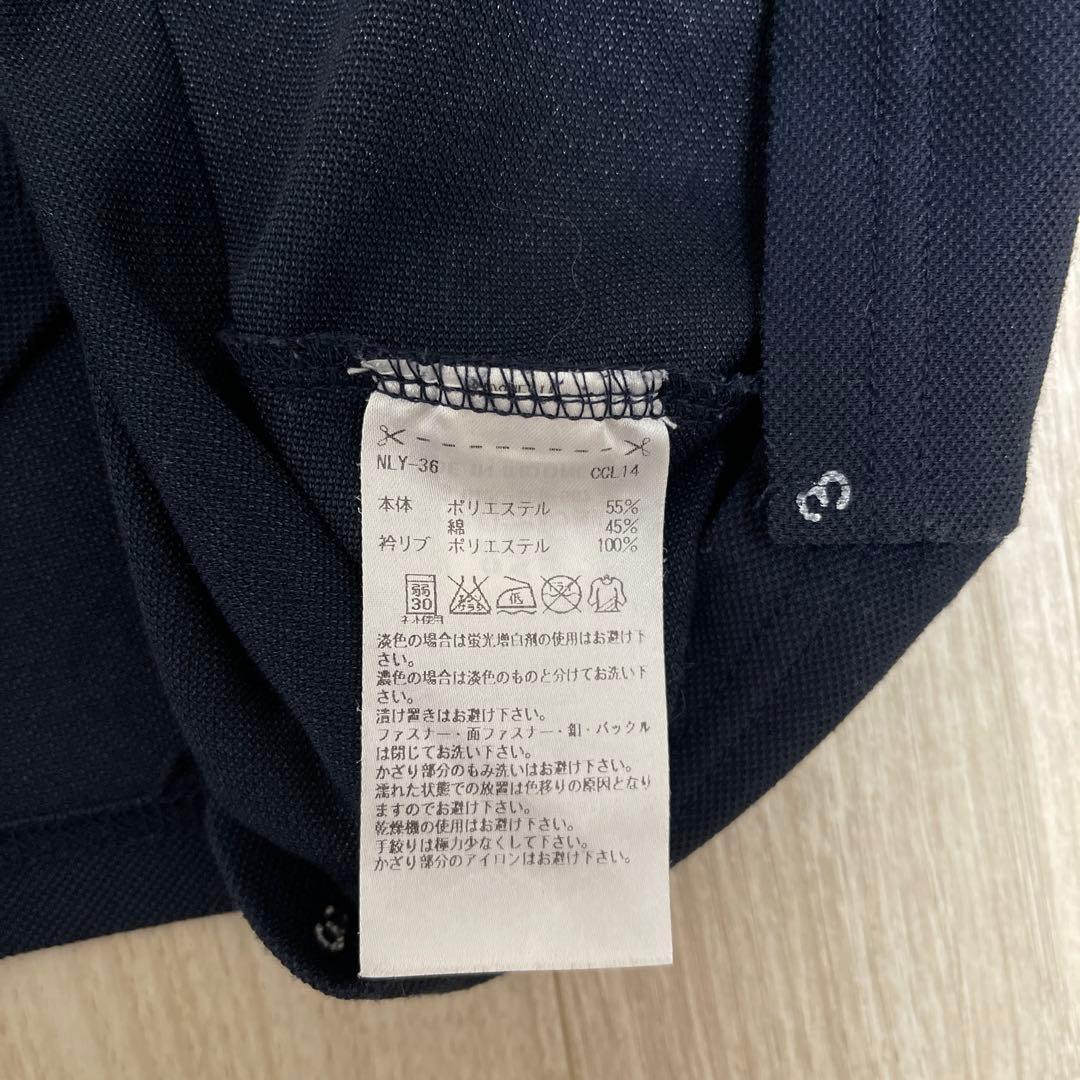 NLY-36 CCL14
本体 ポリエステル 55%
綿 45%
衿リブ ポリエステル 100%
弱 30 エンソサラシ 低 ドライ
ネット使用
淡色の場合は蛍光増白剤の使用はお避け下
さい。
濃色の場合は淡色のものと分けてお洗い下
さい。
漬け置きはお避け下さい。
ファスナー・面ファスナー・釦・バックル
は閉じてお洗い下さい。
かざり部分のもみ洗いはお避け下さい。
濡れた状態での放置は色移りの原因となり
ますのでお避け下さい。
乾燥機の使用はお避け下さい。
手絞りは極力少なくして下さい。
かざり部分のアイロンはお避け下さい。